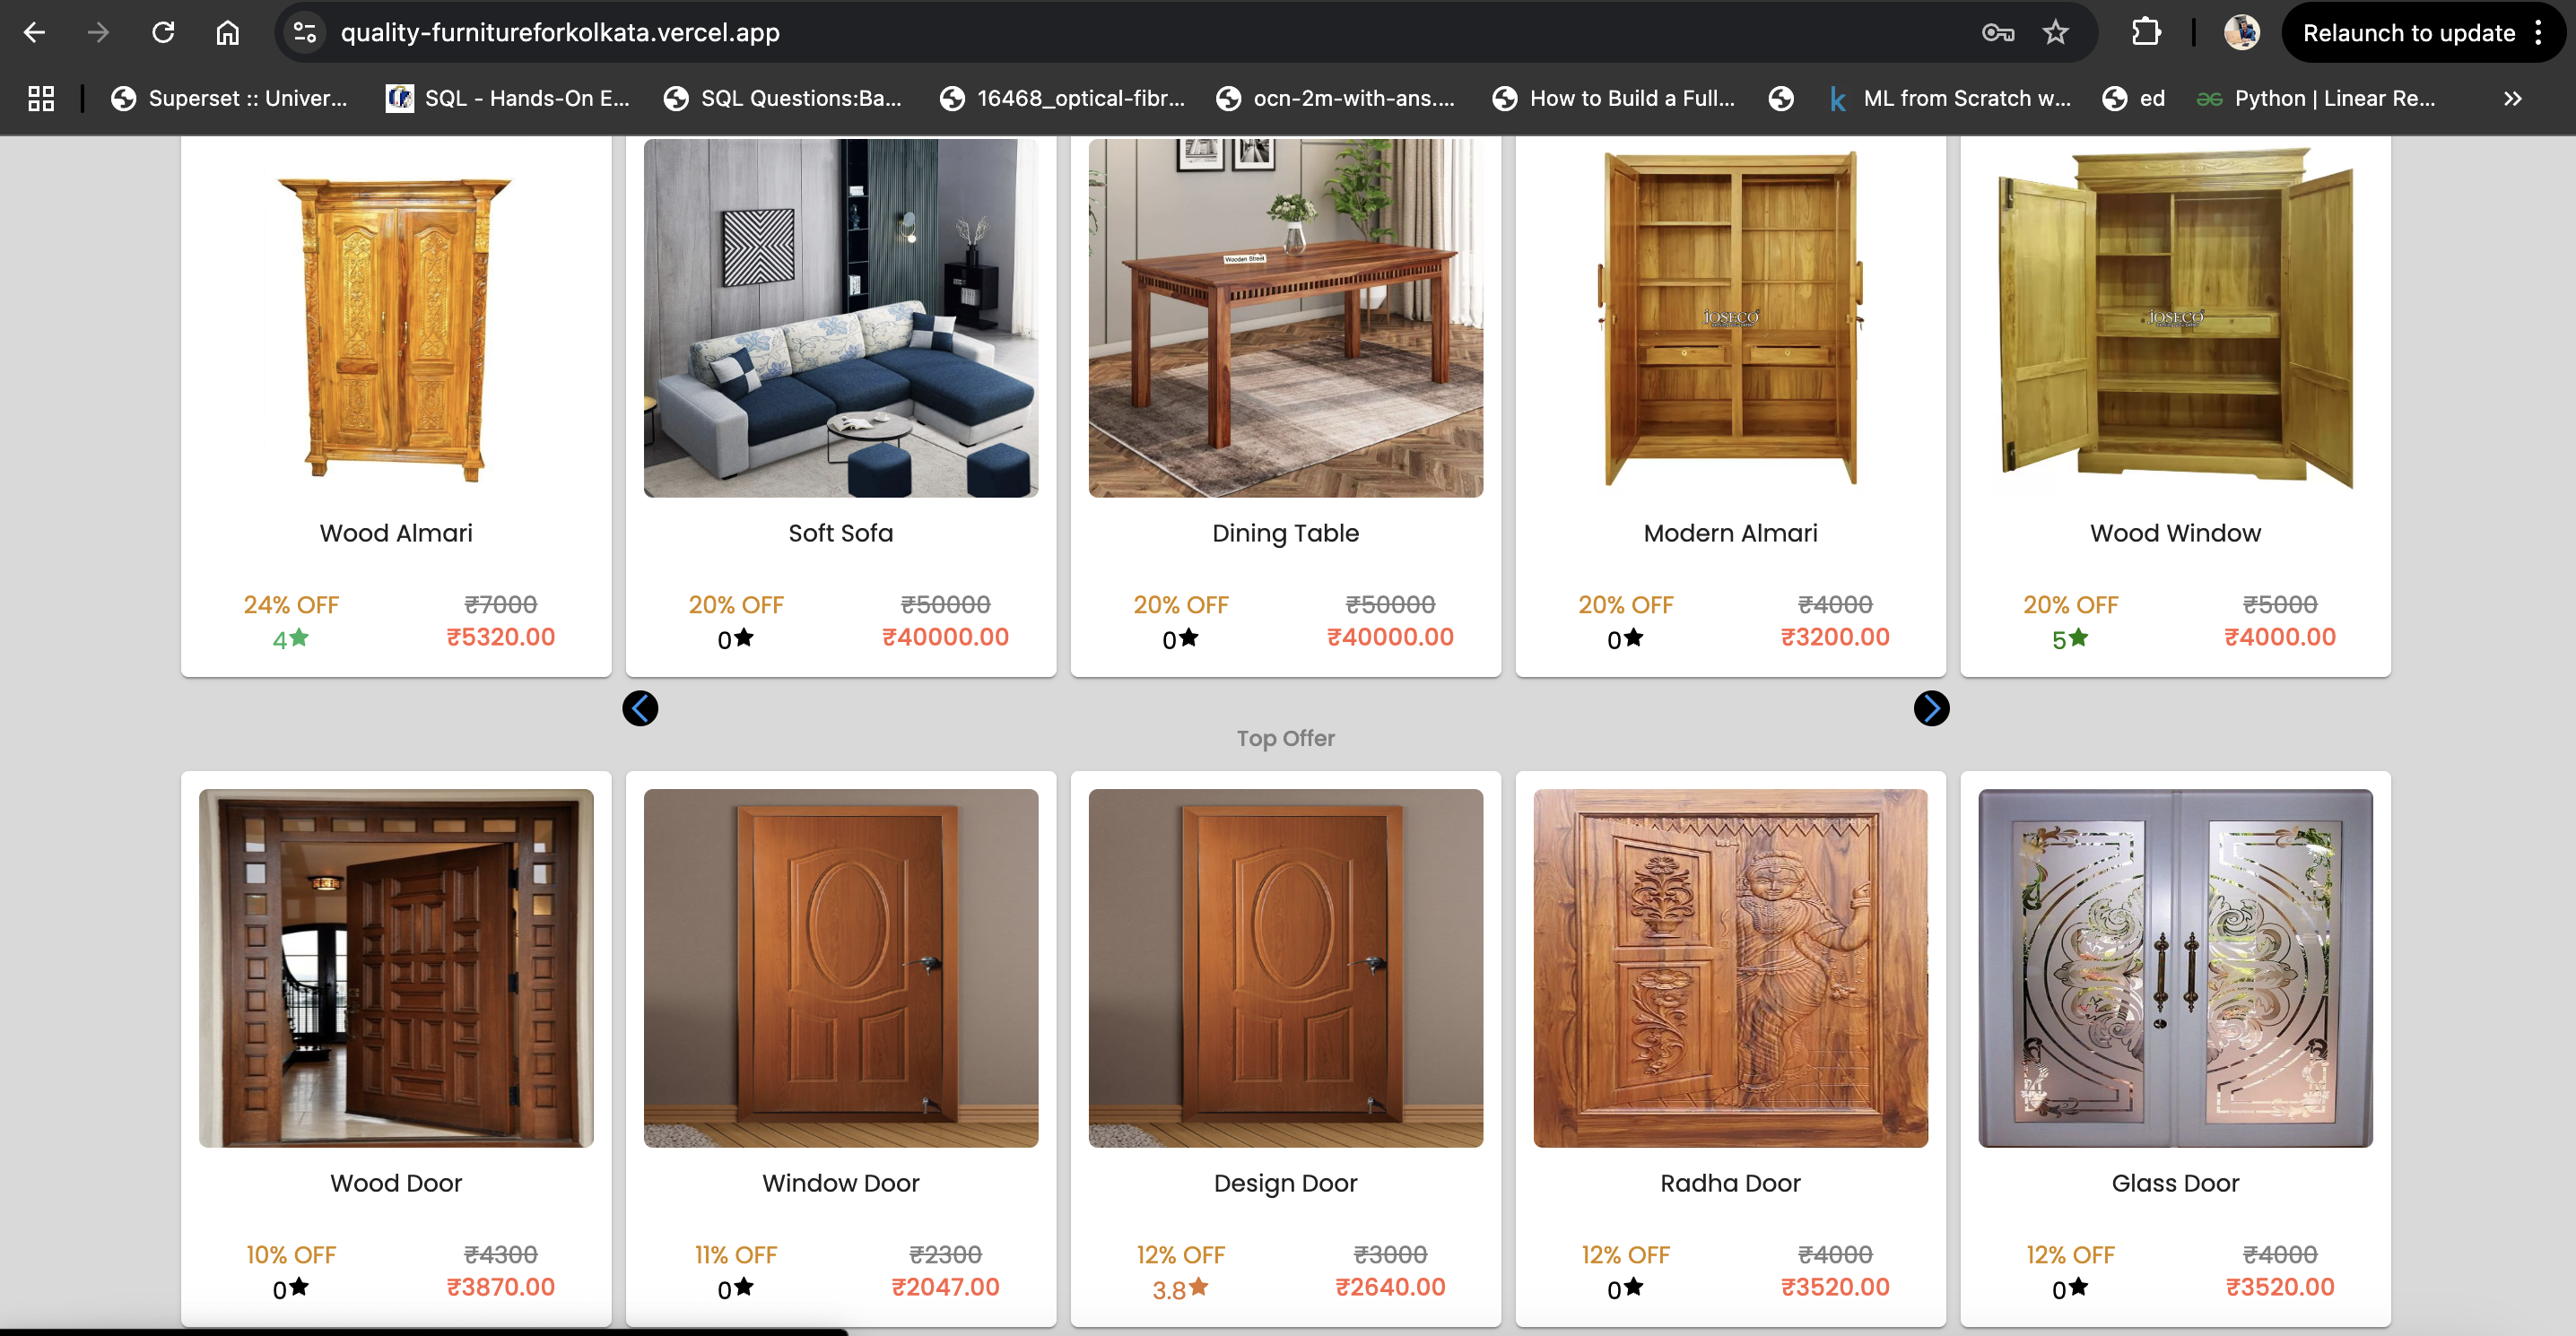 quality-furnitureforkolkata.vercel.app
Relaunch to update
Superset :: Univer...
SQL - Hands-On E...
SQL Questions:Ba...
16468_optical-fibr...
ocn-2m-with-ans....
How to Build a Full...
ML from Scratch w...
ed
Python | Linear Re...
Wooden Street
JOSECO
JOSECO
Wood Almari
Soft Sofa
Dining Table
Modern Almari
Wood Window
24% OFF ₹7000
4 ₹5320.00
20% OFF ₹50000
0 ₹40000.00
20% OFF ₹50000
0 ₹40000.00
20% OFF ₹4000
0 ₹3200.00
20% OFF ₹5000
5 ₹4000.00
Top Offer
Wood Door
Window Door
Design Door
Radha Door
Glass Door
10% OFF ₹4300
0 ₹3870.00
11% OFF ₹2300
0 ₹2047.00
12% OFF ₹3000
3.8 ₹2640.00
12% OFF ₹4000
0 ₹3520.00
12% OFF ₹4000
0 ₹3520.00